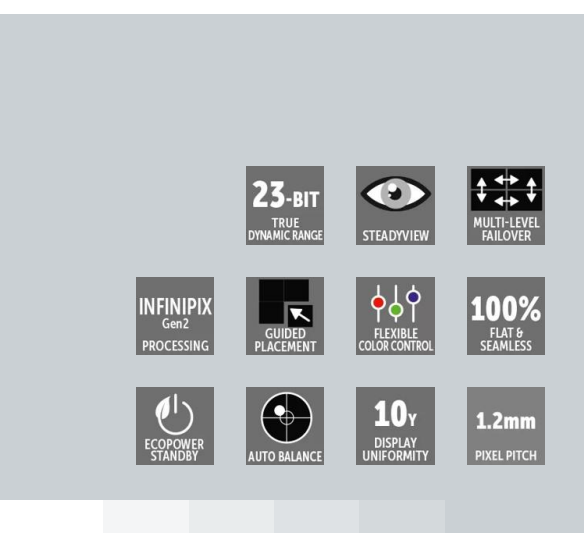 23-BIT
TRUE
DYNAMIC RANGE
STEADYVIEW
MULTI-LEVEL
FAILOVER
INFINIPIX
Gen2
PROCESSING
GUIDED
PLACEMENT
FLEXIBLE
COLOR CONTROL
100%
FLAT &
SEAMLESS
ECOPOWER
STANDBY
AUTO BALANCE
10Y
DISPLAY
UNIFORMITY
1.2mm
PIXEL PITCH